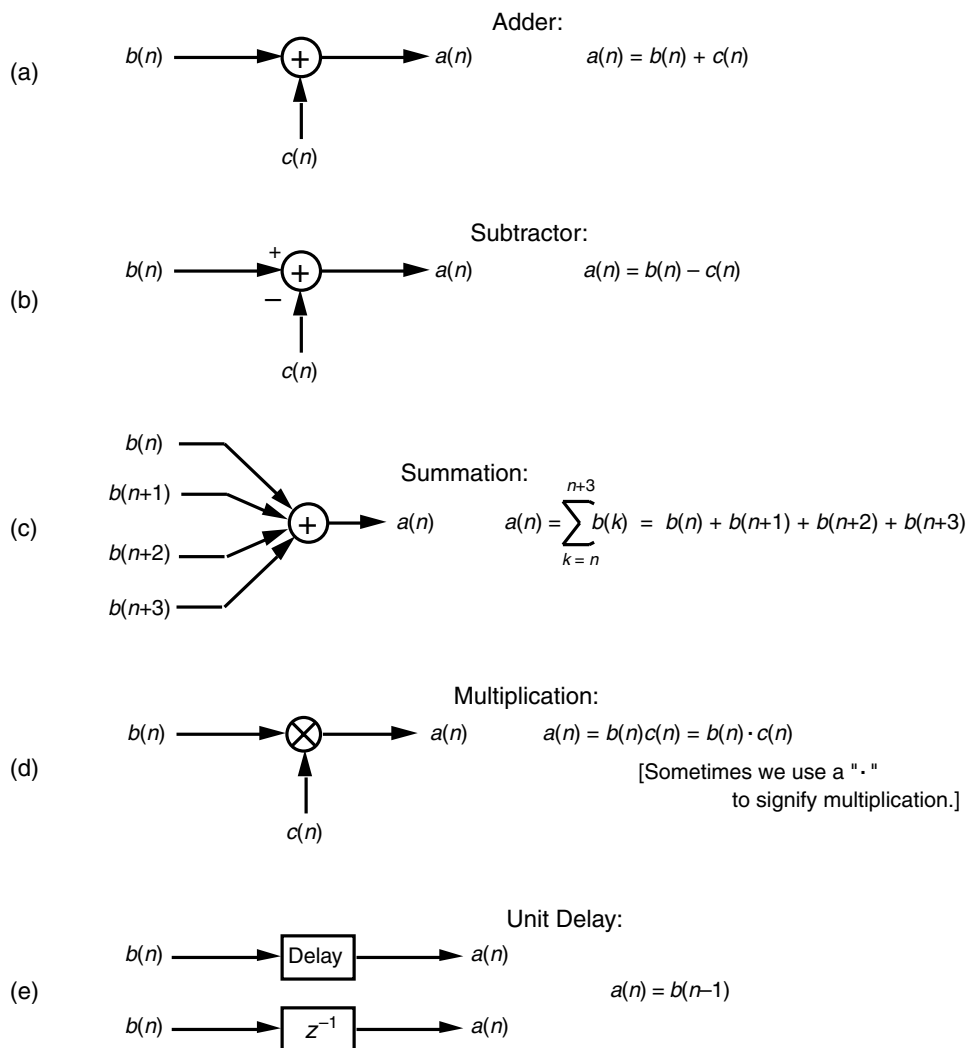 Adder:
(a) b(n) + a(n) a(n) = b(n) + c(n)
c(n)
Subtractor:
(b) b(n) + + a(n) a(n) = b(n) – c(n)
–
c(n)
Summation:
(c) b(n)
b(n+1)
b(n+2)
b(n+3)
+ a(n) a(n) = ∑ b(k) = b(n) + b(n+1) + b(n+2) + b(n+3)
n+3
k = n
Multiplication:
(d) b(n) a(n) a(n) = b(n)c(n) = b(n) · c(n)
c(n)
[Sometimes we use a "·"
to signify multiplication.]
Unit Delay:
(e) b(n) Delay a(n)
a(n) = b(n–1)
b(n) z⁻¹ a(n)